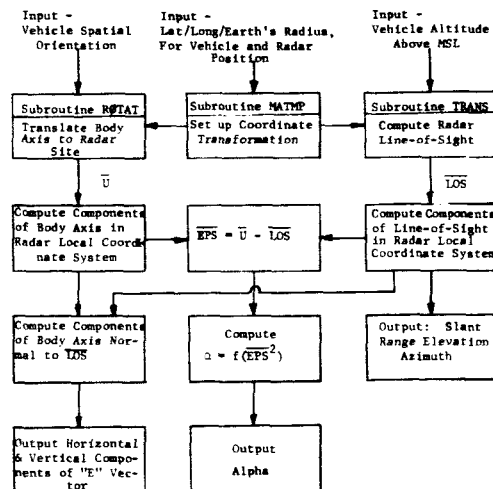 Input -
Vehicle Spatial
Orientation
Input -
Lat/Long/Earth's Radius,
For Vehicle and Radar
Position
Input -
Vehicle Altitude
Above MSL
Subroutine RØTAT
Translate Body
Axis to Radar
Site
Subroutine MATMP
Set up Coordinate
Transformation
Subroutine TRANS
Compute Radar
Line-of-Sight
U
LOS
Compute Components
of Body Axis in
Radar Local Coord-
nate System
EPS = U - LOS
Compute Components
of Line-of-Sight
in Radar Local
Coordinate System
Compute Components
of Body Axis Nor-
mal to LOS
Compute
Ω = f(EPS²)
Output: Slant
Range Elevation
Azimuth
Output Horizontal
& Vertical Compo-
nents of "E" Vec-
tor
Output
Alpha